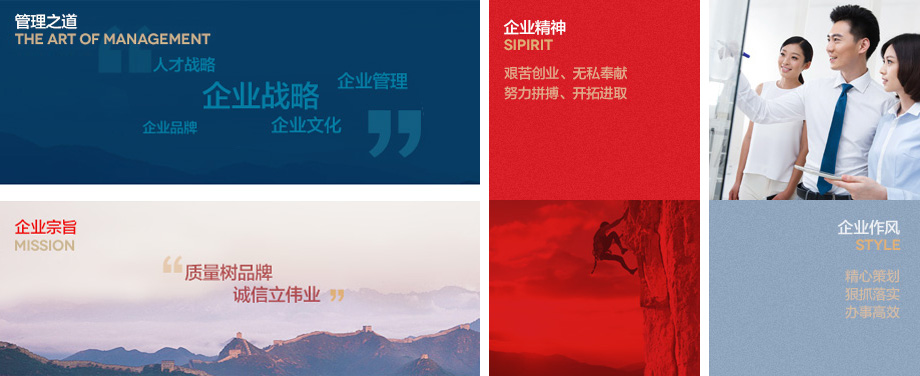 管理之道
THE ART OF MANAGEMENT
人才战略
企业管理
企业战略
企业品牌
企业文化
企业宗旨
MISSION
质量树品牌
诚信立伟业
企业精神
SIPIRIT
艰苦创业、无私奉献
努力拼搏、开拓进取
企业作风
STYLE
精心策划
狠抓落实
办事高效